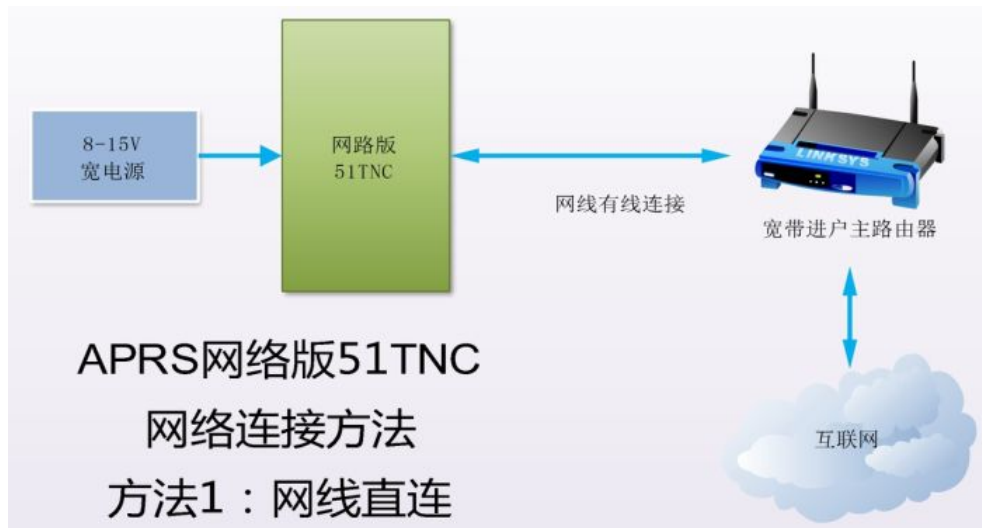 8-15V
宽电源
网路版
51TNC
网线有线连接
LINKSYS
宽带进户主路由器
互联网
APRS网络版51TNC
网络连接方法
方法1：网线直连